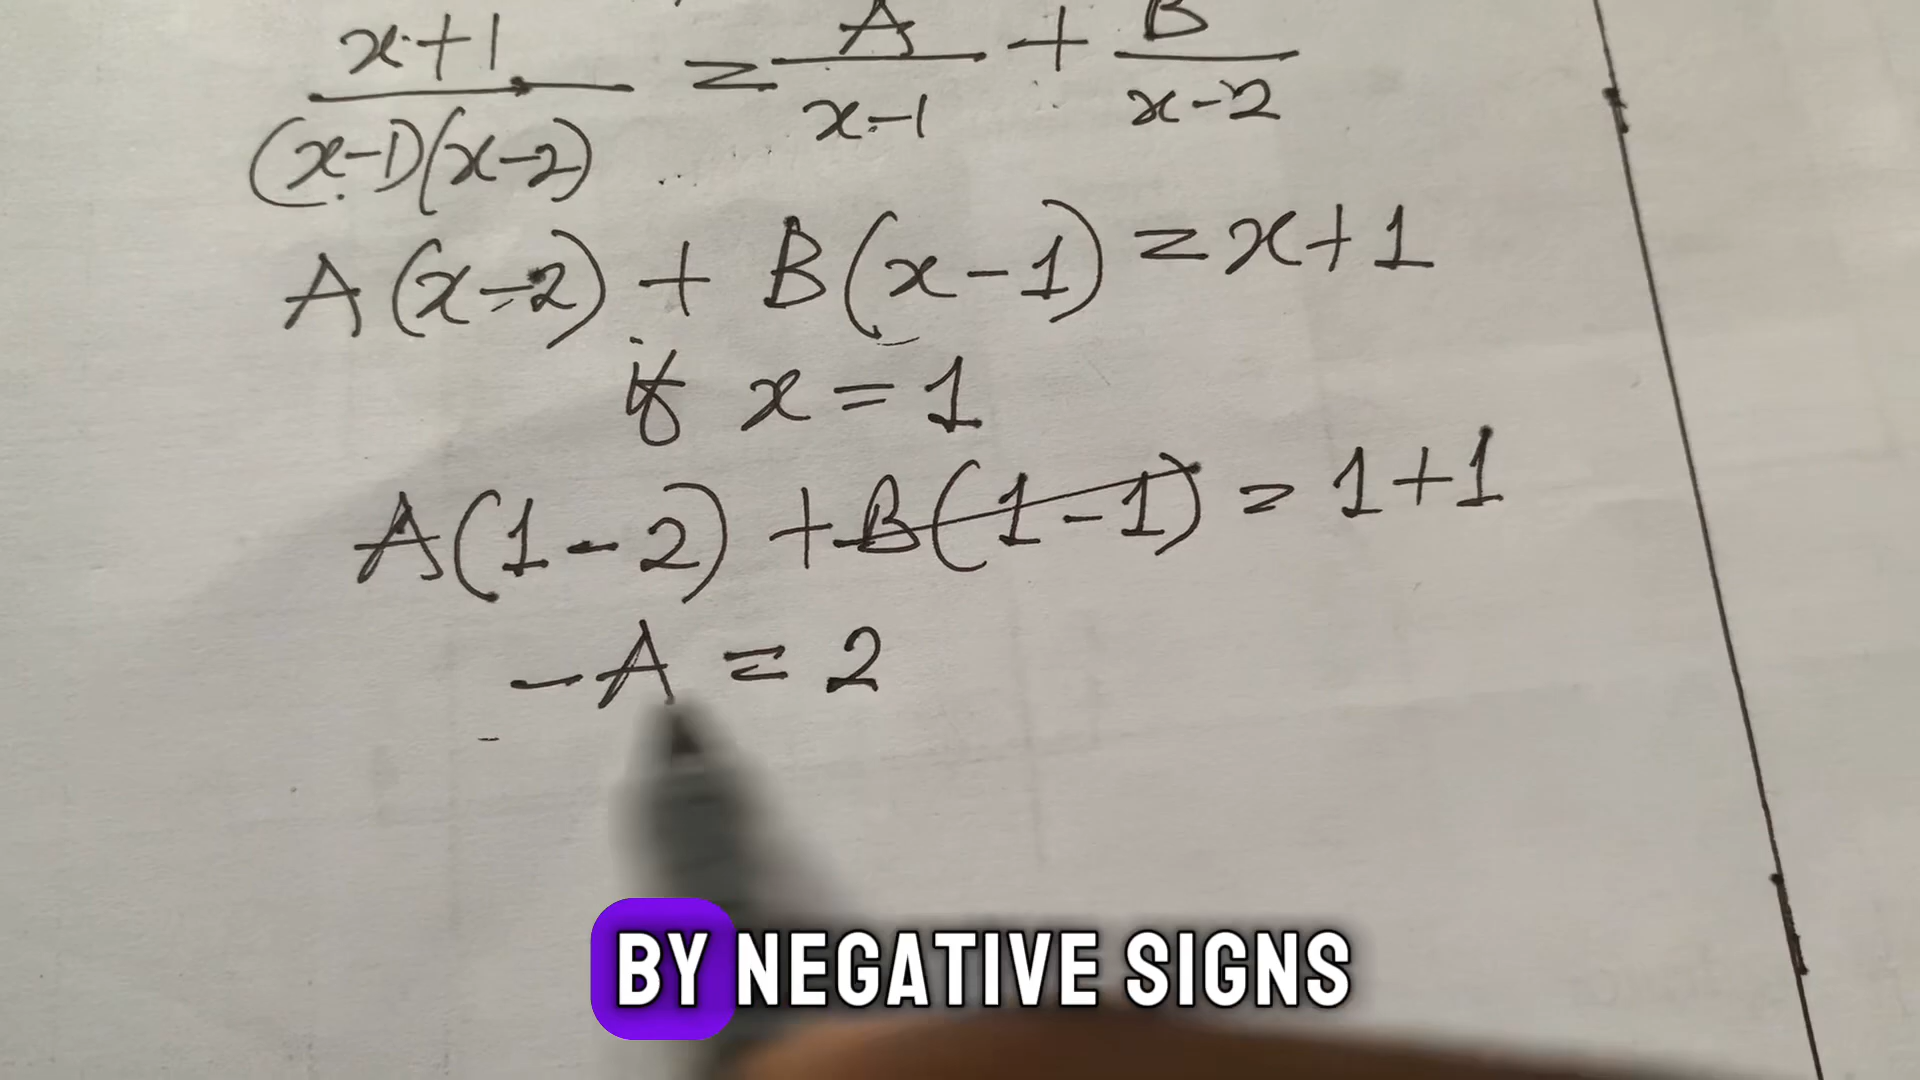 x+1 / (x-1)(x-2) = A / x-1 + B / x-2
A(x-2) + B(x-1) = x+1
if x = 1
A(1-2) + B(1-1) = 1+1
-A = 2
BY NEGATIVE SIGNS